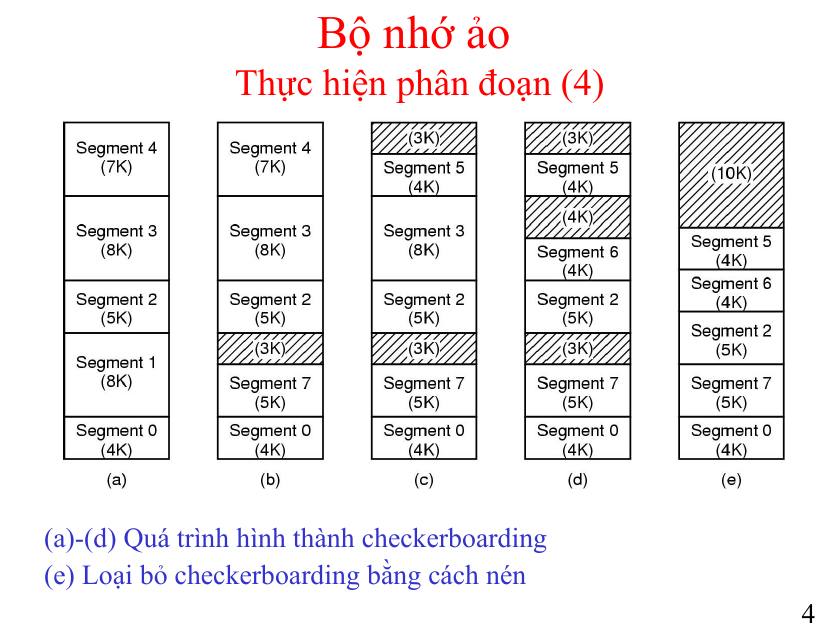 Bộ nhớ ảo
Thực hiện phân đoạn (4)
Segment 4
(7K)
Segment 3
(8K)
Segment 2
(5K)
Segment 1
(8K)
Segment 0
(4K)
(a)
Segment 4
(7K)
Segment 3
(8K)
Segment 2
(5K)
(3K)
Segment 7
(5K)
Segment 0
(4K)
(b)
(3K)
Segment 5
(4K)
Segment 3
(8K)
Segment 2
(5K)
(3K)
Segment 7
(5K)
Segment 0
(4K)
(c)
(3K)
Segment 5
(4K)
(4K)
Segment 6
(4K)
Segment 2
(5K)
(3K)
Segment 7
(5K)
Segment 0
(4K)
(d)
(10K)
Segment 5
(4K)
Segment 6
(4K)
Segment 2
(5K)
Segment 7
(5K)
Segment 0
(4K)
(e)
(a)-(d) Quá trình hình thành checkerboarding
(e) Loại bỏ checkerboarding bằng cách nén
4